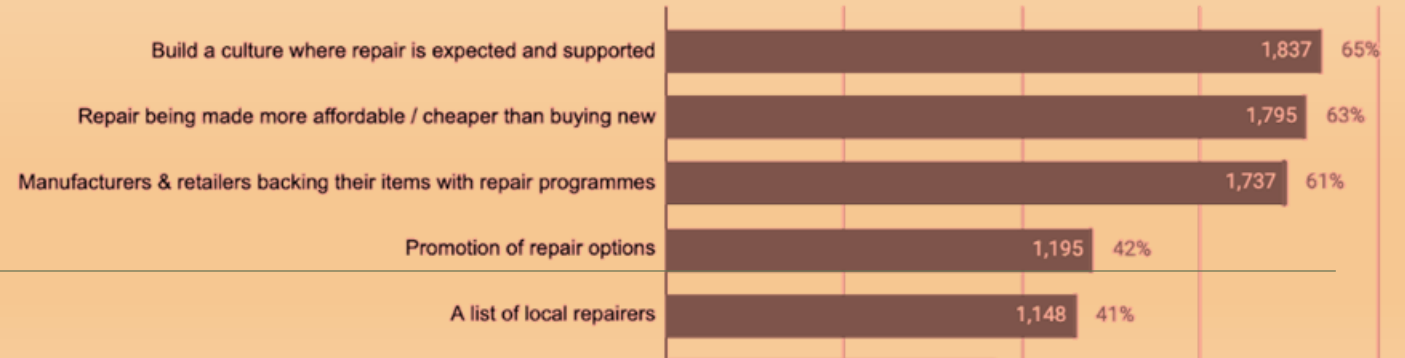 Build a culture where repair is expected and supported 1,837 65%
Repair being made more affordable / cheaper than buying new 1,795 63%
Manufacturers & retailers backing their items with repair programmes 1,737 61%
Promotion of repair options 1,195 42%
A list of local repairers 1,148 41%